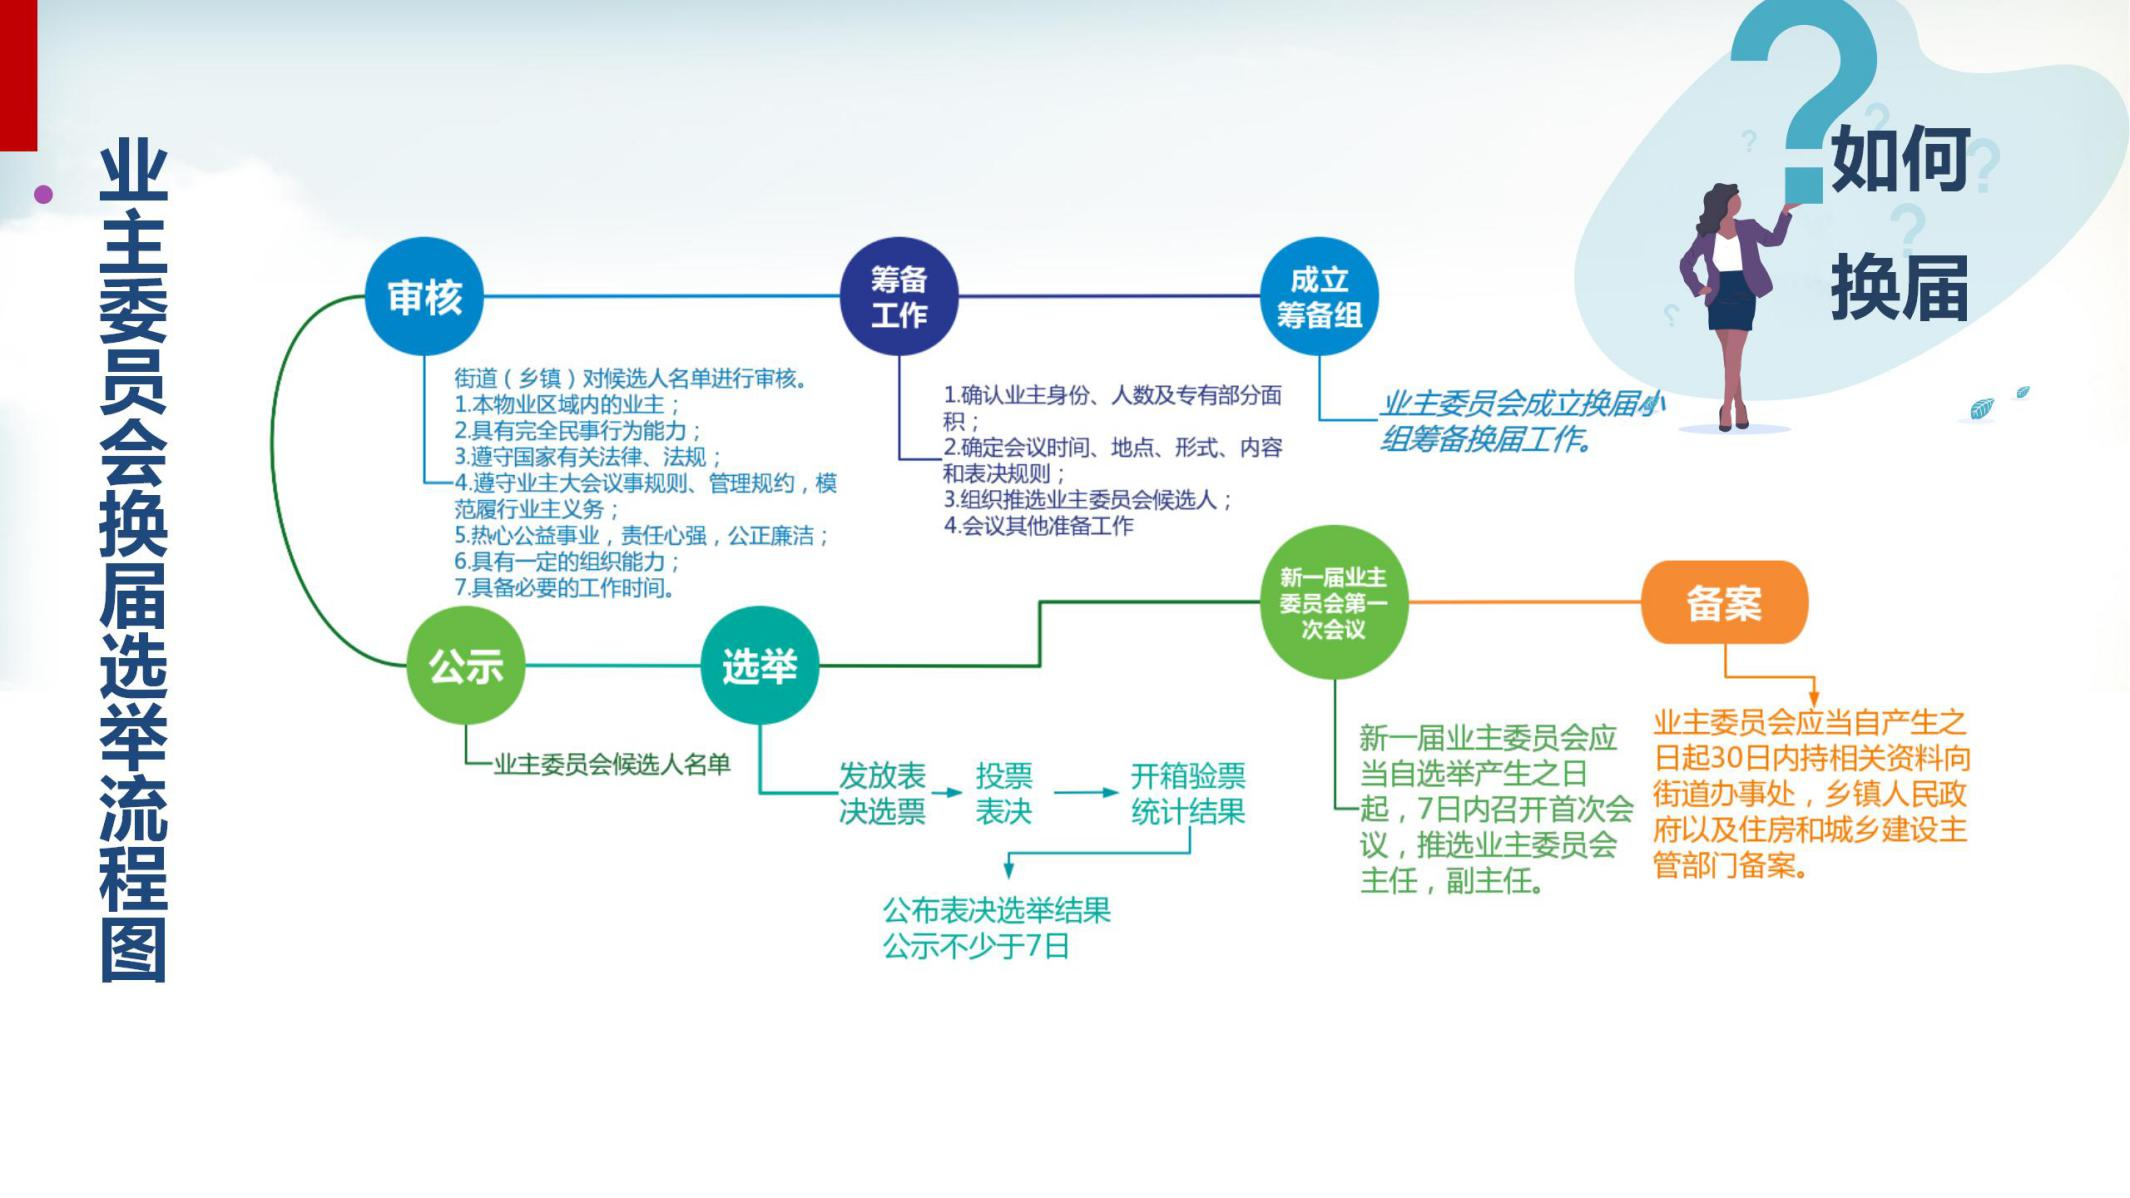 业主委员会换届选举流程图
如何
换届
审核
筹备
工作
成立
筹备组
街道（乡镇）对候选人名单进行审核。
1.本物业区域内的业主；
2.具有完全民事行为能力；
3.遵守国家有关法律、法规；
4.遵守业主大会议事规则、管理规约，模
范履行业主义务；
5.热心公益事业，责任心强，公正廉洁；
6.具有一定的组织能力；
7.具备必要的工作时间。
1.确认业主身份、人数及专有部分面
积；
2.确定会议时间、地点、形式、内容
和表决规则；
3.组织推选业主委员会候选人；
4.会议其他准备工作
业主委员会成立换届小
组筹备换届工作。
公示
选举
新一届业主
委员会第一
次会议
备案
业主委员会候选人名单
发放表
决选票
投票
表决
开箱验票
统计结果
公布表决选举结果
公示不少于7日
新一届业主委员会应
当自选举产生之日
起，7日内召开首次会
议，推选业主委员会
主任，副主任。
业主委员会应当自产生之
日起30日内持相关资料向
街道办事处，乡镇人民政
府以及住房和城乡建设主
管部门备案。